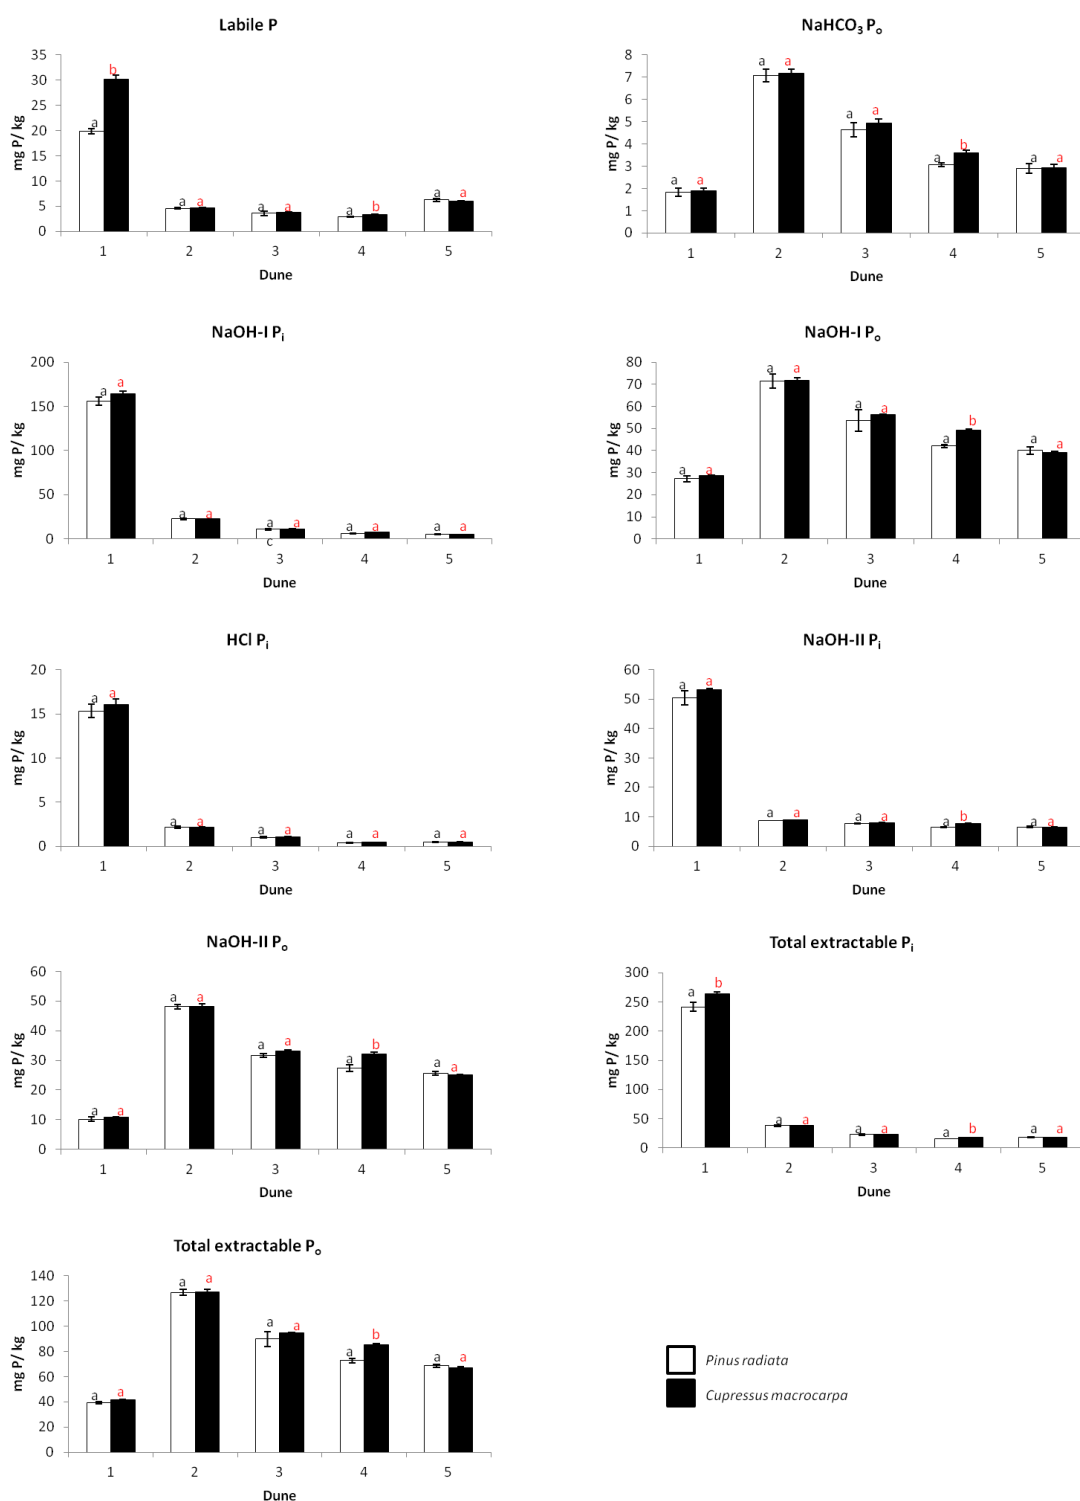 Labile P
35
30
25
20
15
10
5
0
mg P/ kg
a b
a a
a a
a b
a a
1 2 3 4 5
Dune
NaHCO₃ Pₒ
8
7
6
5
4
3
2
1
0
mg P/ kg
a a
a a
a a
a b
a a
1 2 3 4 5
Dune
NaOH-I Pᵢ
200
150
100
50
0
mg P/ kg
a a
a a
a a
c
a a
a a
1 2 3 4 5
Dune
NaOH-I Pₒ
80
70
60
50
40
30
20
10
0
mg P/ kg
a a
a a
a a
a b
a a
1 2 3 4 5
Dune
HCl Pᵢ
20
15
10
5
0
mg P/ kg
a a
a a
a a
a a
a a
1 2 3 4 5
Dune
NaOH-II Pᵢ
60
50
40
30
20
10
0
mg P/ kg
a a
a a
a a
a b
a a
1 2 3 4 5
Dune
NaOH-II Pₒ
60
50
40
30
20
10
0
mg P/ kg
a a
a a
a a
a b
a a
1 2 3 4 5
Dune
Total extractable Pᵢ
300
250
200
150
100
50
0
mg P/ kg
a b
a a
a a
a b
a a
1 2 3 4 5
Dune
Total extractable Pₒ
140
120
100
80
60
40
20
0
mg P/ kg
a a
a a
a a
a b
a a
1 2 3 4 5
Dune
Pinus radiata
Cupressus macrocarpa